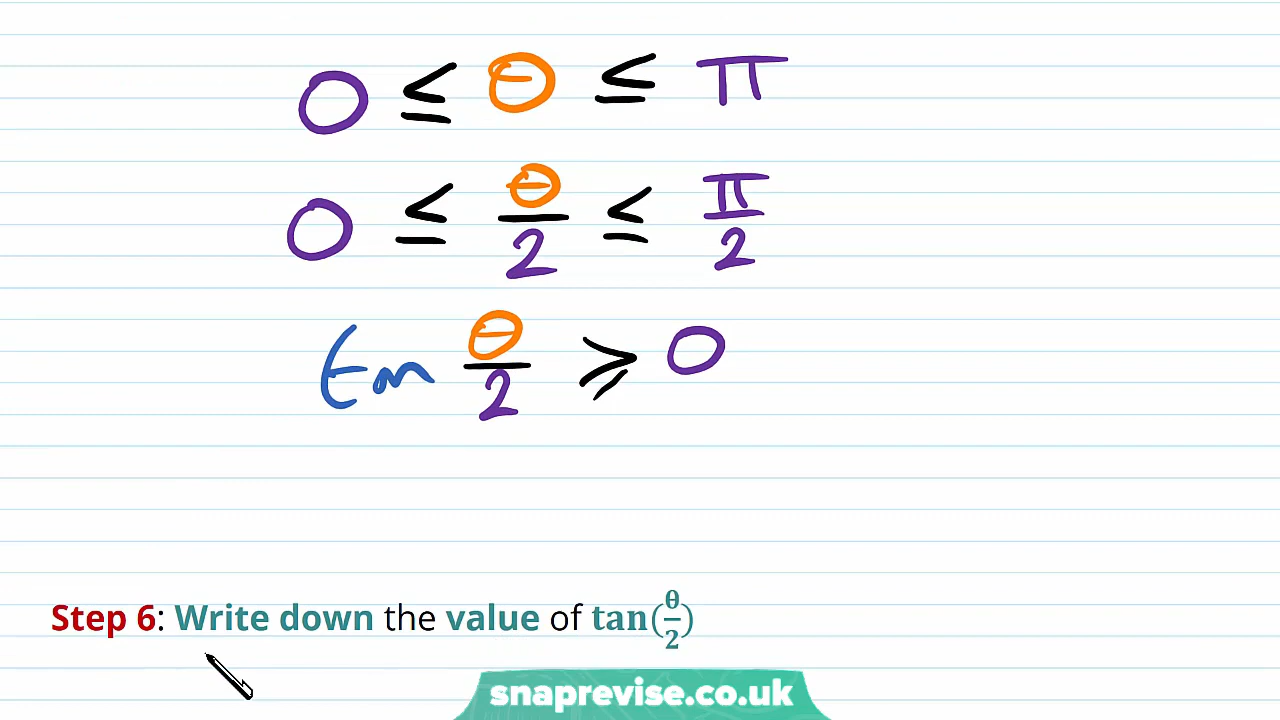 0 ≤ θ ≤ π
0 ≤ θ/2 ≤ π/2
tan θ/2 ≥ 0
Step 6: Write down the value of tan(θ/2)
snaprevise.co.uk